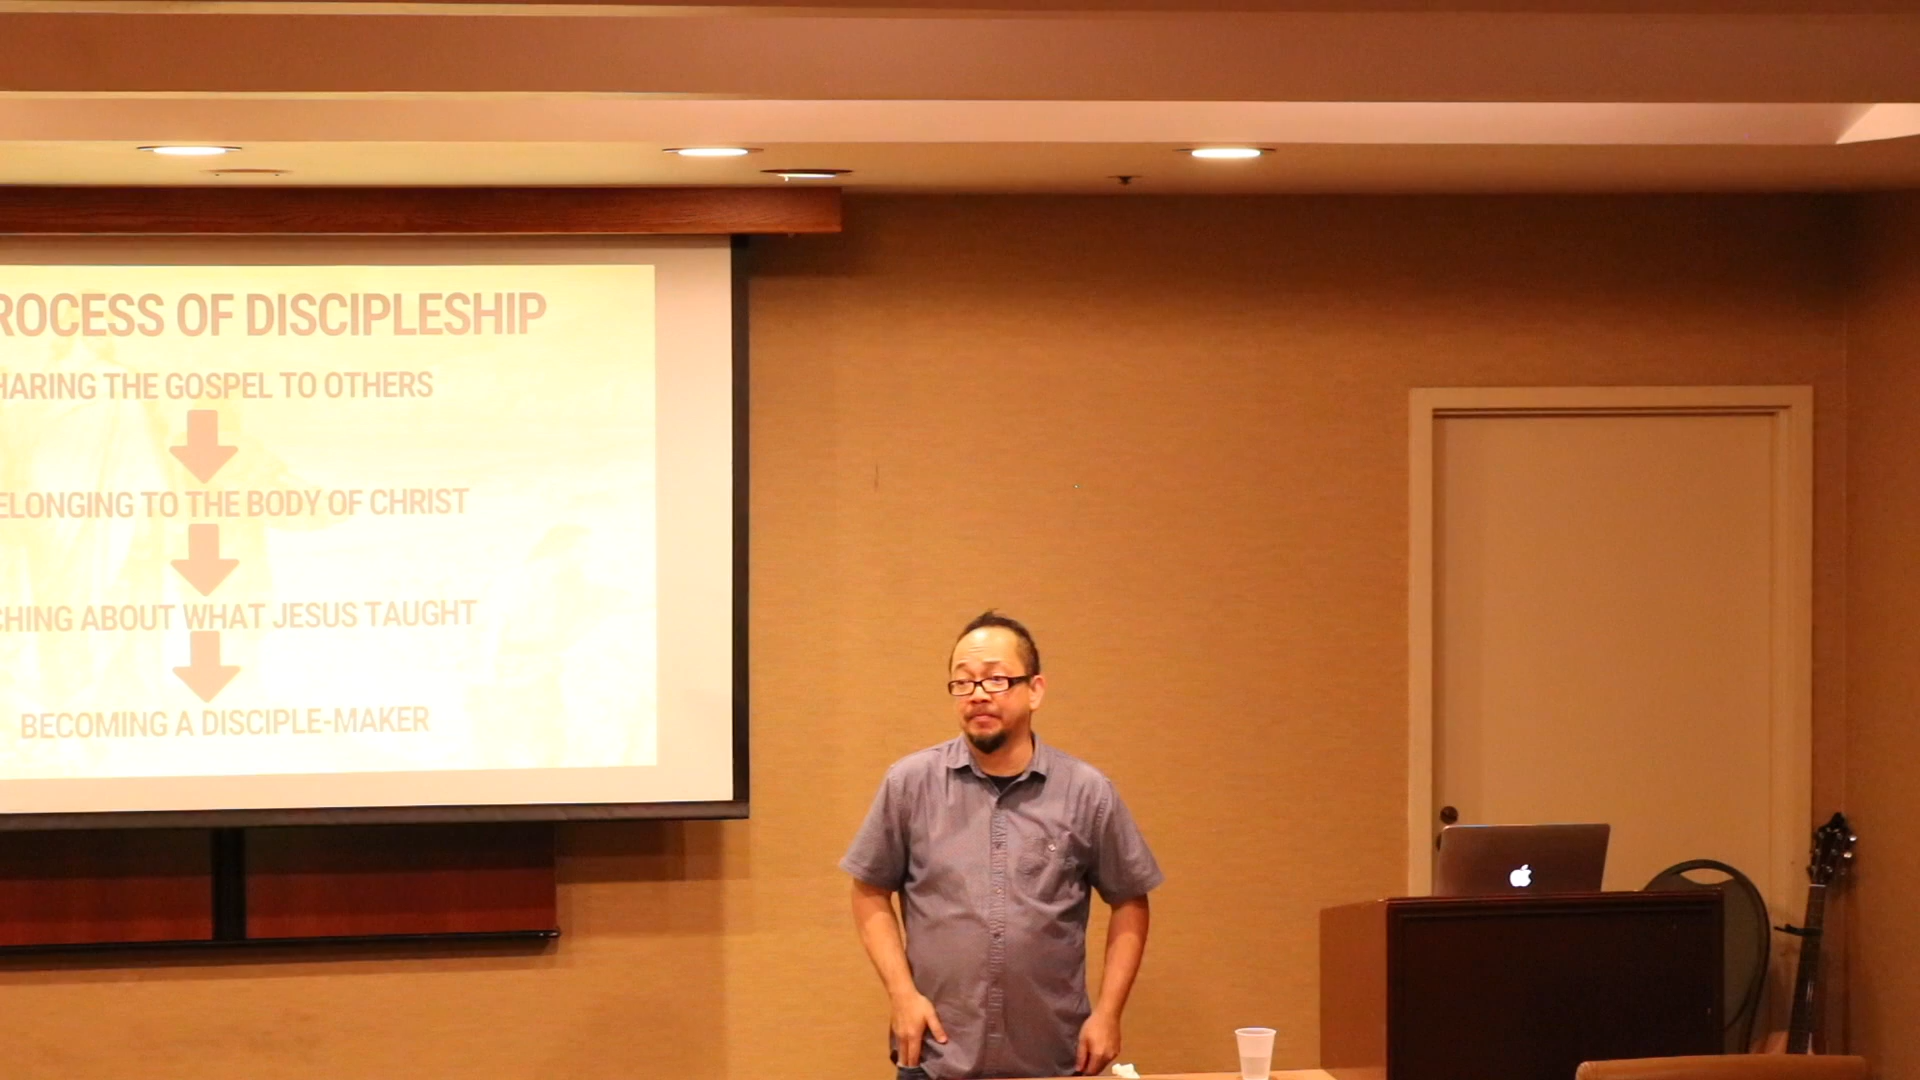 ROCESS OF DISCIPLESHIP
HARING THE GOSPEL TO OTHERS
ELONGING TO THE BODY OF CHRIST
CHING ABOUT WHAT JESUS TAUGHT
BECOMING A DISCIPLE-MAKER